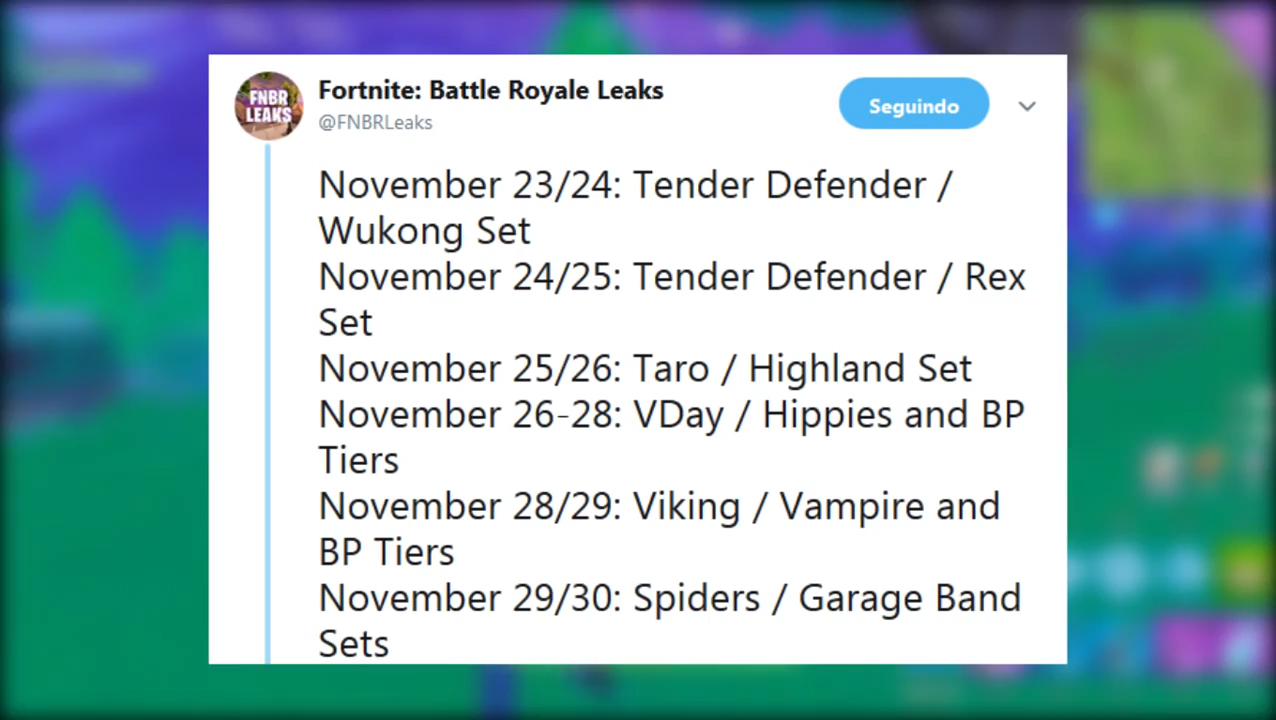 FNBR
LEAKS
Fortnite: Battle Royale Leaks
@FNBRLeaks
Seguindo
November 23/24: Tender Defender /
Wukong Set
November 24/25: Tender Defender / Rex
Set
November 25/26: Taro / Highland Set
November 26-28: VDay / Hippies and BP
Tiers
November 28/29: Viking / Vampire and
BP Tiers
November 29/30: Spiders / Garage Band
Sets